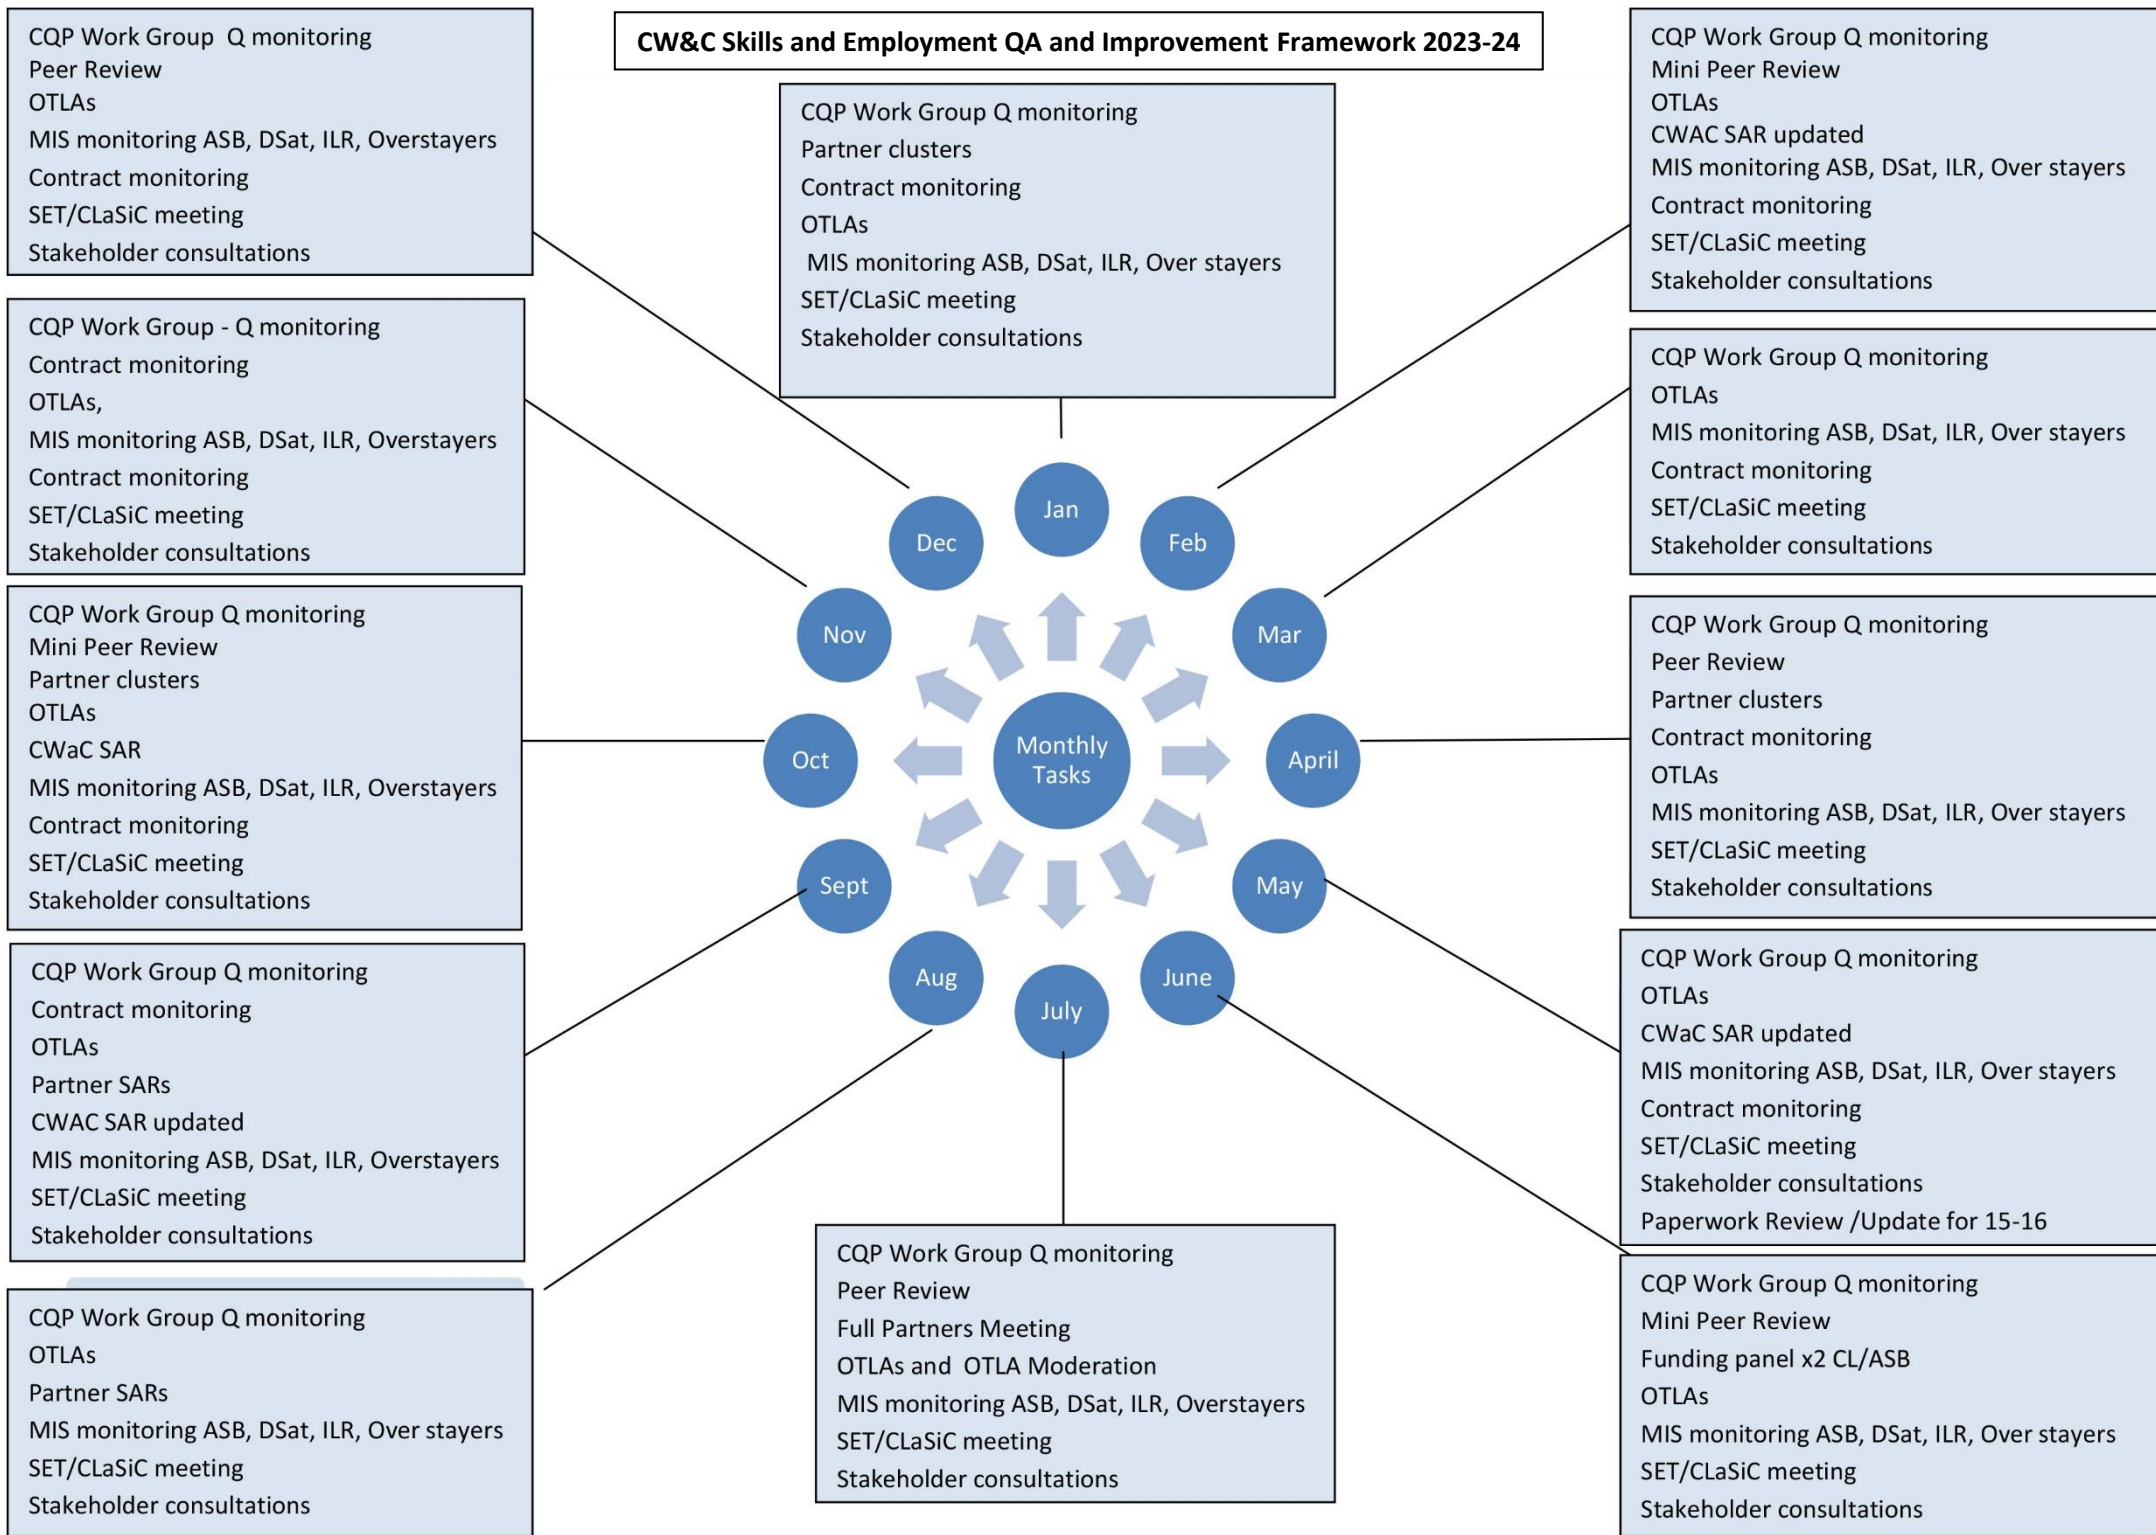 CW&C Skills and Employment QA and Improvement Framework 2023-24
CQP Work Group  Q monitoring
Peer Review
OTLAs
MIS monitoring ASB, DSat, ILR, Overstayers
Contract monitoring
SET/CLaSiC meeting
Stakeholder consultations
CQP Work Group Q monitoring
Partner clusters
Contract monitoring
OTLAs
MIS monitoring ASB, DSat, ILR, Over stayers
SET/CLaSiC meeting
Stakeholder consultations
CQP Work Group Q monitoring
Mini Peer Review
OTLAs
CWAC SAR updated
MIS monitoring ASB, DSat, ILR, Over stayers
Contract monitoring
SET/CLaSiC meeting
Stakeholder consultations
CQP Work Group - Q monitoring
Contract monitoring
OTLAs,
MIS monitoring ASB, DSat, ILR, Overstayers
Contract monitoring
SET/CLaSiC meeting
Stakeholder consultations
CQP Work Group Q monitoring
OTLAs
MIS monitoring ASB, DSat, ILR, Over stayers
Contract monitoring
SET/CLaSiC meeting
Stakeholder consultations
CQP Work Group Q monitoring
Mini Peer Review
Partner clusters
OTLAs
CWaC SAR
MIS monitoring ASB, DSat, ILR, Overstayers
Contract monitoring
SET/CLaSiC meeting
Stakeholder consultations
Jan
Feb
Mar
April
May
June
July
Aug
Sept
Oct
Nov
Dec
Monthly
Tasks
CQP Work Group Q monitoring
Peer Review
Partner clusters
Contract monitoring
OTLAs
MIS monitoring ASB, DSat, ILR, Over stayers
SET/CLaSiC meeting
Stakeholder consultations
CQP Work Group Q monitoring
Contract monitoring
OTLAs
Partner SARs
CWAC SAR updated
MIS monitoring ASB, DSat, ILR, Overstayers
SET/CLaSiC meeting
Stakeholder consultations
CQP Work Group Q monitoring
OTLAs
CWaC SAR updated
MIS monitoring ASB, DSat, ILR, Over stayers
Contract monitoring
SET/CLaSiC meeting
Stakeholder consultations
Paperwork Review /Update for 15-16
CQP Work Group Q monitoring
OTLAs
Partner SARs
MIS monitoring ASB, DSat, ILR, Over stayers
SET/CLaSiC meeting
Stakeholder consultations
CQP Work Group Q monitoring
Peer Review
Full Partners Meeting
OTLAs and  OTLA Moderation
MIS monitoring ASB, DSat, ILR, Overstayers
SET/CLaSiC meeting
Stakeholder consultations
CQP Work Group Q monitoring
Mini Peer Review
Funding panel x2 CL/ASB
OTLAs
MIS monitoring ASB, DSat, ILR, Over stayers
SET/CLaSiC meeting
Stakeholder consultations